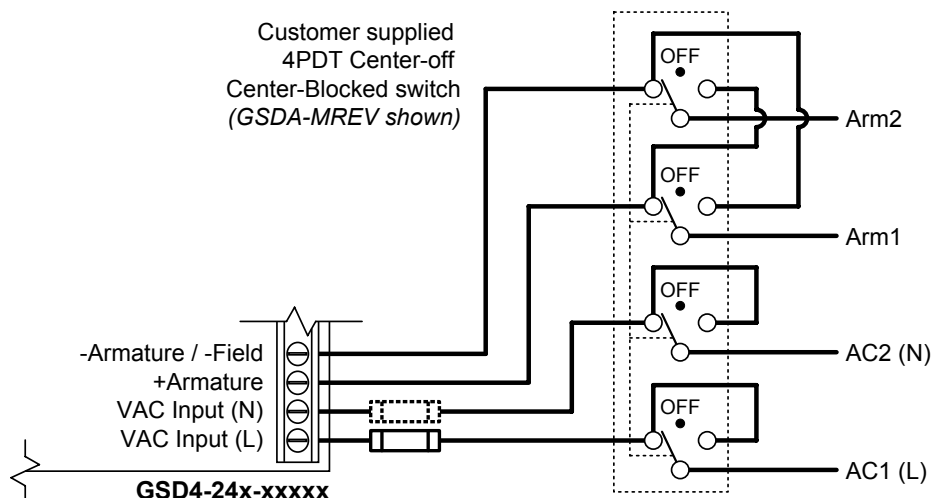 Customer supplied
4PDT Center-off
Center-Blocked switch
(GSDA-MREV shown)
OFF
Arm2
OFF
Arm1
OFF
AC2 (N)
OFF
AC1 (L)
-Armature / -Field
+Armature
VAC Input (N)
VAC Input (L)
GSD4-24x-xxxxx